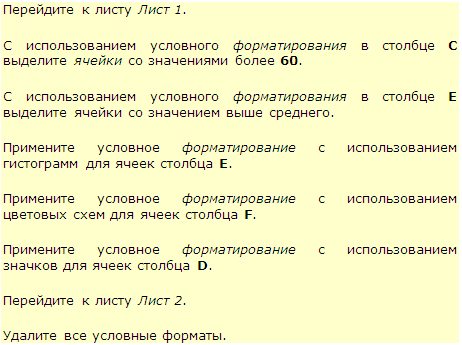 Перейдите к листу Лист 1.
С использованием условного форматирования в столбце C
выделите ячейки со значениями более 60.
С использованием условного форматирования в столбце E
выделите ячейки со значением выше среднего.
Примените условное форматирование с использованием
гистограмм для ячеек столбца E.
Примените условное форматирование с использованием
цветовых схем для ячеек столбца F.
Примените условное форматирование с использованием
значков для ячеек столбца D.
Перейдите к листу Лист 2.
Удалите все условные форматы.